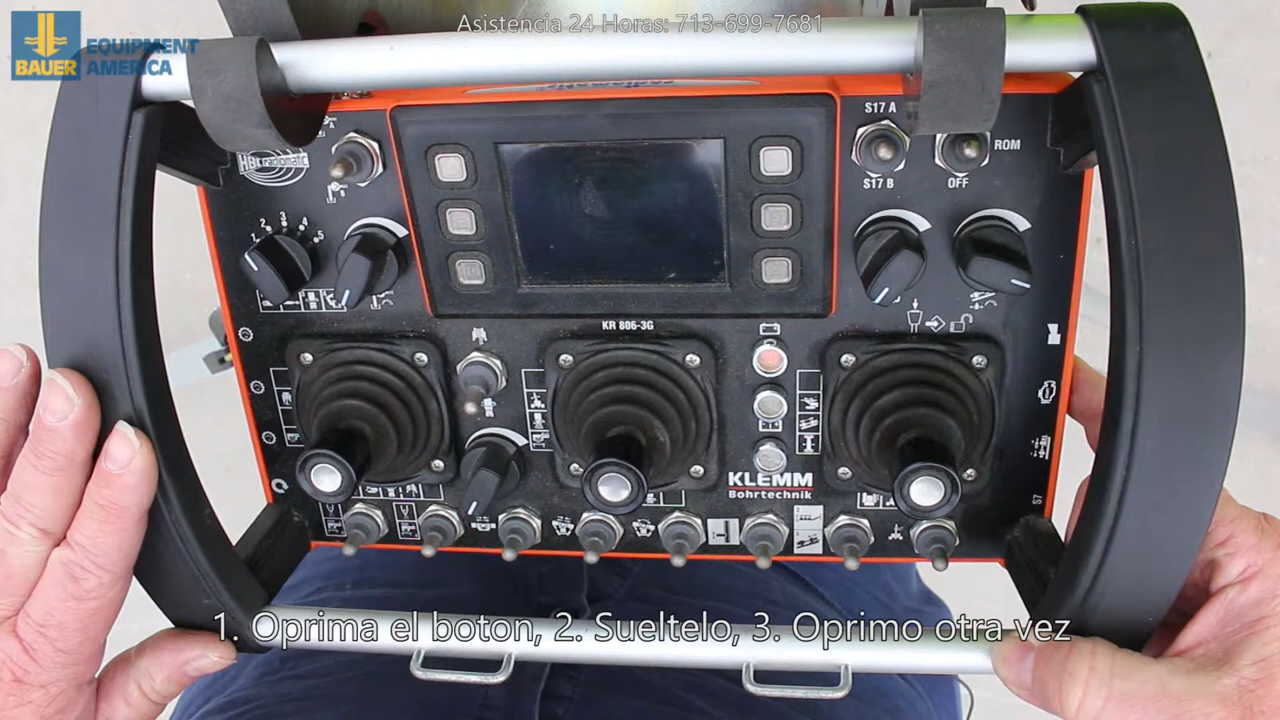 Asistencia 24 Horas: 713-699-7681
BAUER
EQUIPMENT
AMERICA
radiomatic
S17 A
HBC radiomatic
ROM
S17 B
OFF
1 2 3 4 5
KR 806-3G
KLEMM
Bohrtechnik
S7
1. Oprima el boton, 2. Sueltelo, 3. Oprimo otra vez